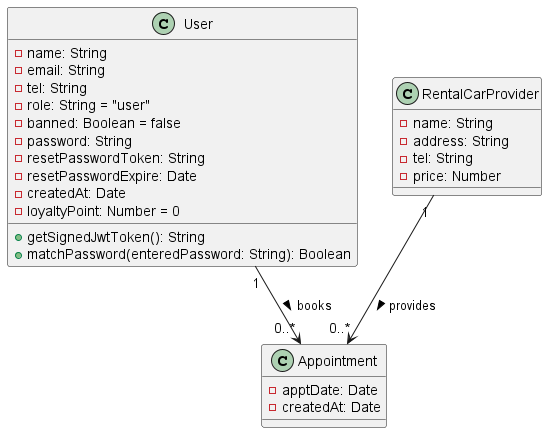 C User
name: String
email: String
tel: String
role: String = "user"
banned: Boolean = false
password: String
resetPasswordToken: String
resetPasswordExpire: Date
createdAt: Date
loyaltyPoint: Number = 0
getSignedJwtToken(): String
matchPassword(enteredPassword: String): Boolean
C RentalCarProvider
name: String
address: String
tel: String
price: Number
1
1
books
provides
0..*
0..*
C Appointment
apptDate: Date
createdAt: Date